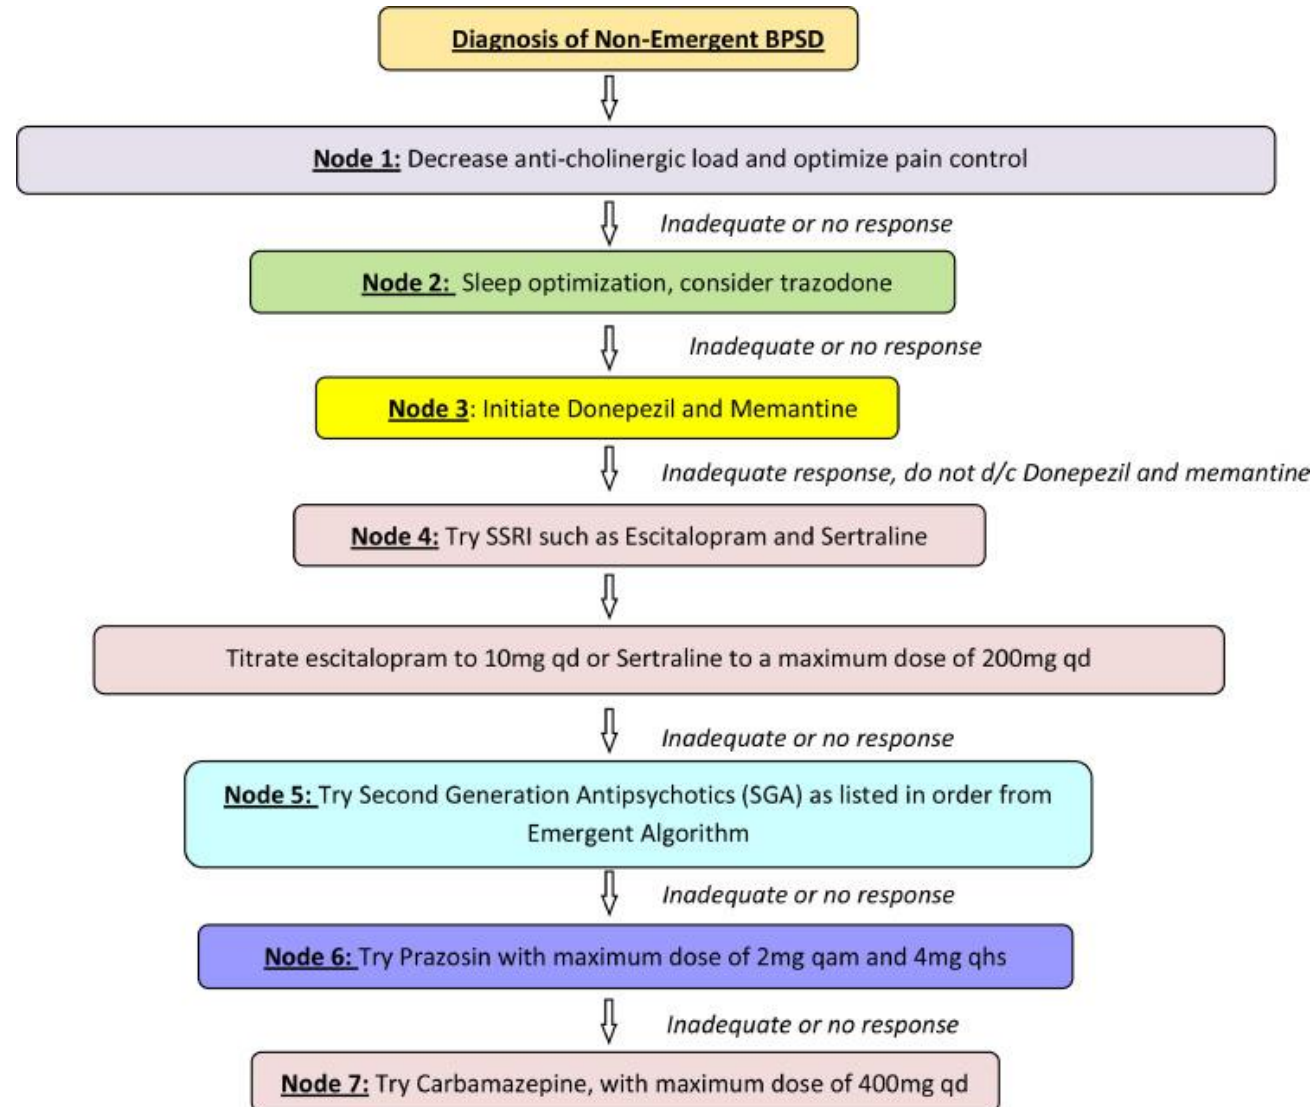 Diagnosis of Non-Emergent BPSD
Node 1: Decrease anti-cholinergic load and optimize pain control
Inadequate or no response
Node 2: Sleep optimization, consider trazodone
Inadequate or no response
Node 3: Initiate Donepezil and Memantine
Inadequate response, do not d/c Donepezil and memantine
Node 4: Try SSRI such as Escitalopram and Sertraline
Titrate escitalopram to 10mg qd or Sertraline to a maximum dose of 200mg qd
Inadequate or no response
Node 5: Try Second Generation Antipsychotics (SGA) as listed in order from
Emergent Algorithm
Inadequate or no response
Node 6: Try Prazosin with maximum dose of 2mg qam and 4mg qhs
Inadequate or no response
Node 7: Try Carbamazepine, with maximum dose of 400mg qd